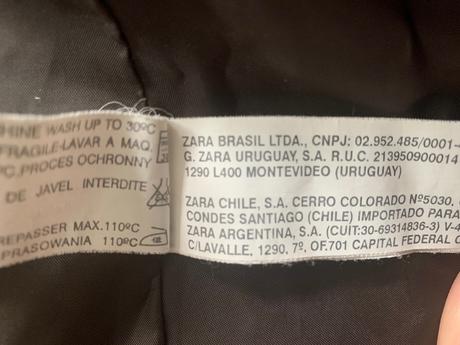 HINE WASH UP TO 30ºC
FRAGILE-LAVAR A MAQ.
C.PROCES OCHRONNY
DE JAVEL INTERDITE
REPASSER MAX.110ºC
PRASOWANIA 110ºC
ZARA BRASIL LTDA., CNPJ: 02.952.485/0001-
G. ZARA URUGUAY, S.A. R.U.C. 213950900014
1290 L400 MONTEVIDEO (URUGUAY)
ZARA CHILE, S.A. CERRO COLORADO Nº5030,
CONDES SANTIAGO (CHILE) IMPORTADO PARA
ZARA ARGENTINA, S.A. (CUIT:30-69314836-3) V-4
C/LAVALLE, 1290, 7º, OF.701 CAPITAL FEDERAL